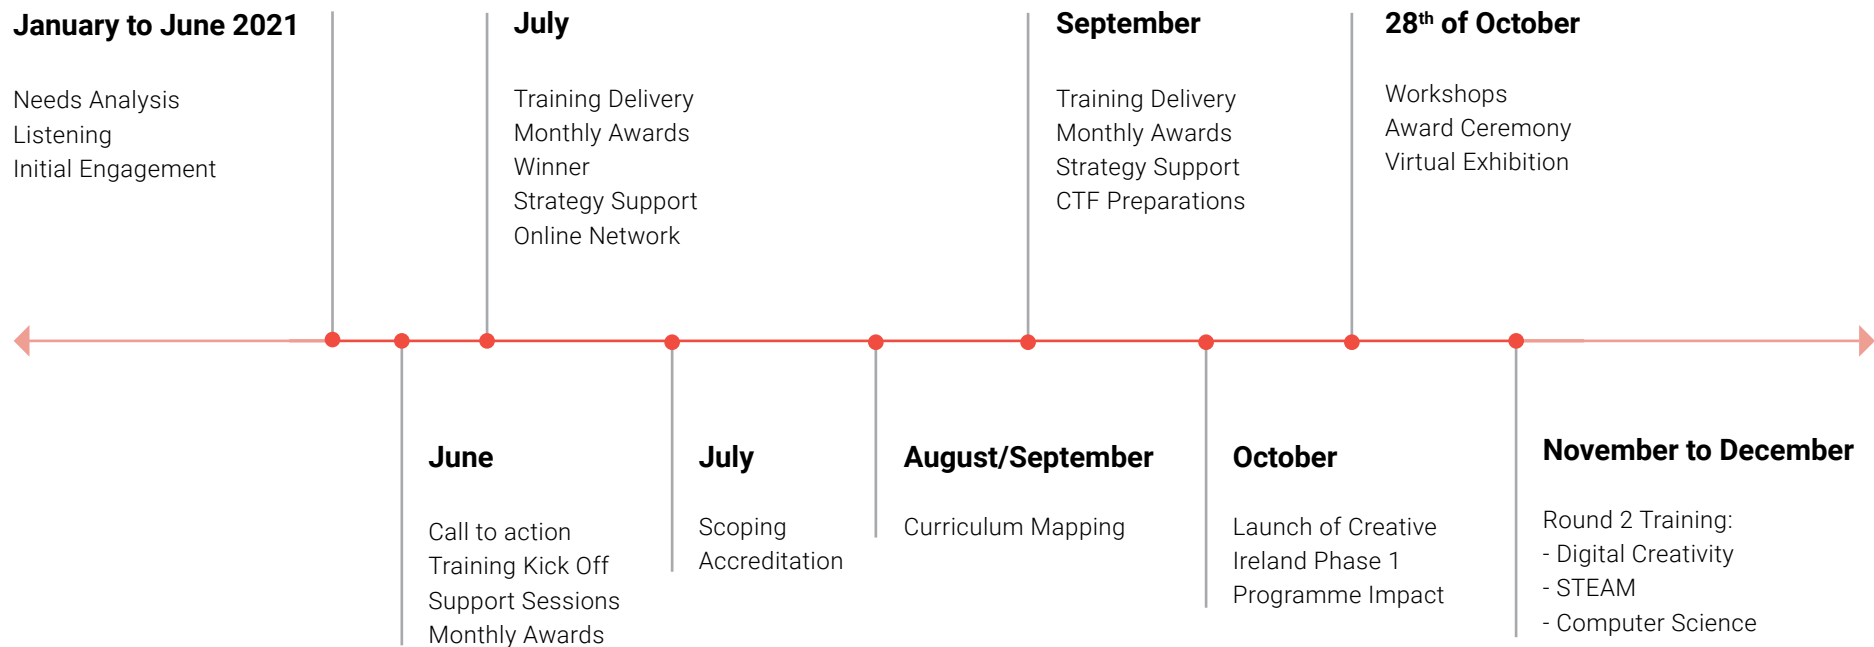 January to June 2021
Needs Analysis
Listening
Initial Engagement
July
Training Delivery
Monthly Awards
Winner
Strategy Support
Online Network
September
Training Delivery
Monthly Awards
Strategy Support
CTF Preparations
28th of October
Workshops
Award Ceremony
Virtual Exhibition
June
Call to action
Training Kick Off
Support Sessions
Monthly Awards
July
Scoping
Accreditation
August/September
Curriculum Mapping
October
Launch of Creative
Ireland Phase 1
Programme Impact
November to December
Round 2 Training:
- Digital Creativity
- STEAM
- Computer Science